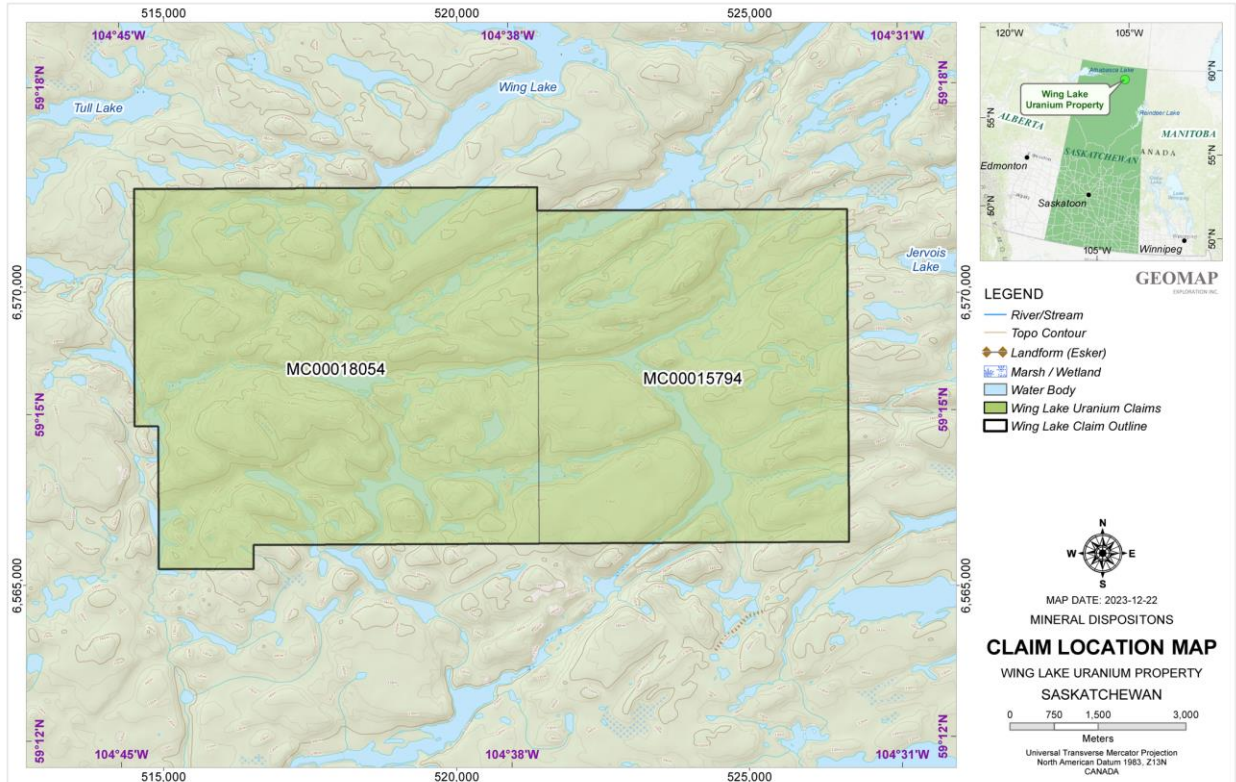 515,000 520,000 525,000
104°45'W 104°38'W 104°31'W
59°18'N 59°18'N
Tull Lake
Wing Lake
Jervois
Lake
6,570,000 6,570,000
MC00018054
MC00015794
59°15'N 59°15'N
6,565,000 6,565,000
59°12'N 59°12'N
104°45'W 104°38'W 104°31'W
515,000 520,000 525,000
120°W 105°W
60°N
Athabasca Lake
Wing Lake
Uranium Property
Reindeer Lake
55°N
ALBERTA
MANITOBA
SASKATCHEWAN
ANADA
55°N
Edmonton
Saskatoon
50°N
50°N
105°W
Winnipeg
GEOMAP
EXPLORATION INC.
LEGEND
River/Stream
Topo Contour
Landform (Esker)
Marsh / Wetland
Water Body
Wing Lake Uranium Claims
Wing Lake Claim Outline
N
W E
S
MAP DATE: 2023-12-22
MINERAL DISPOSITONS
CLAIM LOCATION MAP
WING LAKE URANIUM PROPERTY
SASKATCHEWAN
0 750 1,500 3,000
Meters
Universal Transverse Mercator Projection
North American Datum 1983, Z13N
CANADA